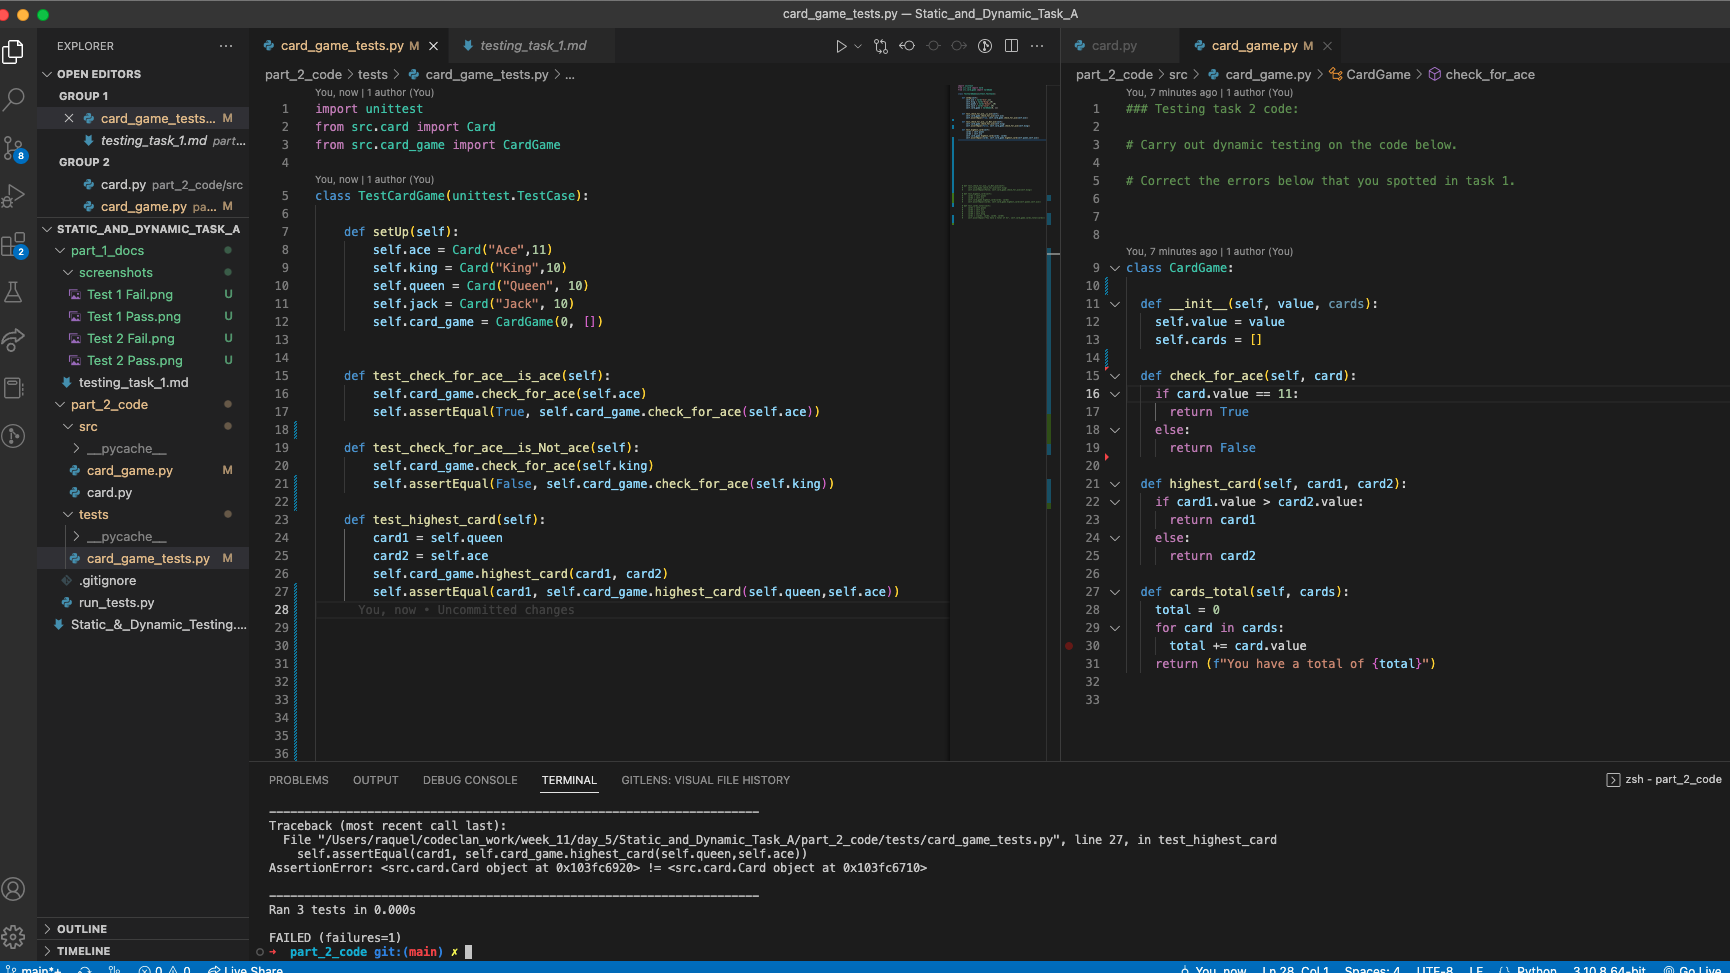 card_game_tests.py — Static_and_Dynamic_Task_A
EXPLORER
OPEN EDITORS
GROUP 1
card_game_tests... M
testing_task_1.md part...
GROUP 2
card.py part_2_code/src
card_game.py pa... M
STATIC_AND_DYNAMIC_TASK_A
part_1_docs
screenshots
Test 1 Fail.png U
Test 1 Pass.png U
Test 2 Fail.png U
Test 2 Pass.png U
testing_task_1.md
part_2_code
src
__pycache__
card_game.py M
card.py
tests
__pycache__
card_game_tests.py M
.gitignore
run_tests.py
Static_&_Dynamic_Testing....
OUTLINE
TIMELINE
8
2
card_game_tests.py M
testing_task_1.md
part_2_code > tests > card_game_tests.py > ...
You, now | 1 author (You)
1 import unittest
2 from src.card import Card
3 from src.card_game import CardGame
4
You, now | 1 author (You)
5 class TestCardGame(unittest.TestCase):
6
7 def setUp(self):
8 self.ace = Card("Ace",11)
9 self.king = Card("King",10)
10 self.queen = Card("Queen", 10)
11 self.jack = Card("Jack", 10)
12 self.card_game = CardGame(0, [])
13
14
15 def test_check_for_ace__is_ace(self):
16 self.card_game.check_for_ace(self.ace)
17 self.assertEqual(True, self.card_game.check_for_ace(self.ace))
18
19 def test_check_for_ace__is_Not_ace(self):
20 self.card_game.check_for_ace(self.king)
21 self.assertEqual(False, self.card_game.check_for_ace(self.king))
22
23 def test_highest_card(self):
24 card1 = self.queen
25 card2 = self.ace
26 self.card_game.highest_card(card1, card2)
27 self.assertEqual(card1, self.card_game.highest_card(self.queen,self.ace))
28 You, now • Uncommitted changes
29
30
31
32
33
34
35
36
card.py
card_game.py M
part_2_code > src > card_game.py > CardGame > check_for_ace
You, 7 minutes ago | 1 author (You)
1 ### Testing task 2 code:
2
3 # Carry out dynamic testing on the code below.
4
5 # Correct the errors below that you spotted in task 1.
6
7
8
You, 7 minutes ago | 1 author (You)
9 class CardGame:
10
11 def __init__(self, value, cards):
12 self.value = value
13 self.cards = []
14
15 def check_for_ace(self, card):
16 if card.value == 11:
17 return True
18 else:
19 return False
20
21 def highest_card(self, card1, card2):
22 if card1.value > card2.value:
23 return card1
24 else:
25 return card2
26
27 def cards_total(self, cards):
28 total = 0
29 for card in cards:
30 total += card.value
31 return (f"You have a total of {total}")
32
33
PROBLEMS OUTPUT DEBUG CONSOLE TERMINAL GITLENS: VISUAL FILE HISTORY
zsh - part_2_code
Traceback (most recent call last):
File "/Users/raquel/codeclan_work/week_11/day_5/Static_and_Dynamic_Task_A/part_2_code/tests/card_game_tests.py", line 27, in test_highest_card
self.assertEqual(card1, self.card_game.highest_card(self.queen,self.ace))
AssertionError: <src.card.Card object at 0x103fc6920> != <src.card.Card object at 0x103fc6710>
Ran 3 tests in 0.000s
FAILED (failures=1)
→ part_2_code git:(main) ✗
main*+ 0 0 Live Share You, now Ln 28, Col 1 Spaces: 4 UTF-8 LF Python 3.10.8 64-bit Go Live